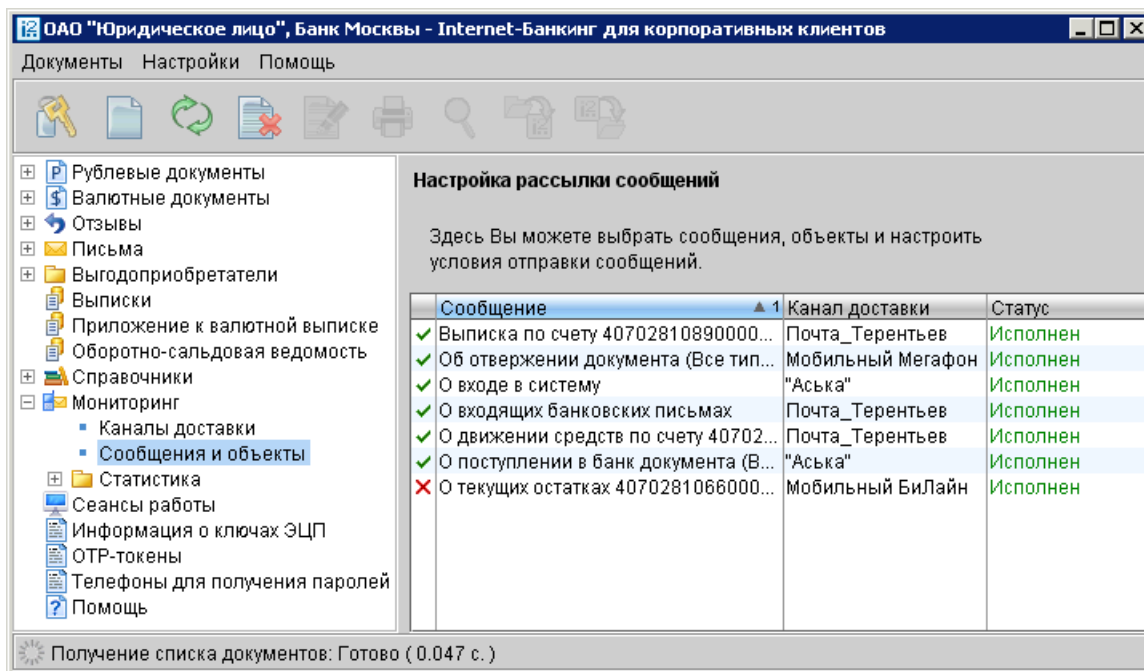 ОАО "Юридическое лицо", Банк Москвы - Internet-Банкинг для корпоративных клиентов
Документы Настройки Помощь
Рублевые документы
Валютные документы
Отзывы
Письма
Выгодоприобретатели
Выписки
Приложение к валютной выписке
Оборотно-сальдовая ведомость
Справочники
Мониторинг
Каналы доставки
Сообщения и объекты
Статистика
Сеансы работы
Информация о ключах ЭЦП
OTP-токены
Телефоны для получения паролей
Помощь
Настройка рассылки сообщений
Здесь Вы можете выбрать сообщения, объекты и настроить
условия отправки сообщений.
Сообщение 1 Канал доставки Статус
Выписка по счету 40702810890000... Почта_Терентьев Исполнен
Об отвержении документа (Все тип... Мобильный Мегафон Исполнен
О входе в систему "Аська" Исполнен
О входящих банковских письмах Почта_Терентьев Исполнен
О движении средств по счету 40702... Почта_Терентьев Исполнен
О поступлении в банк документа (В... "Аська" Исполнен
О текущих остатках 4070281066000... Мобильный БиЛайн Исполнен
Получение списка документов: Готово ( 0.047 с. )